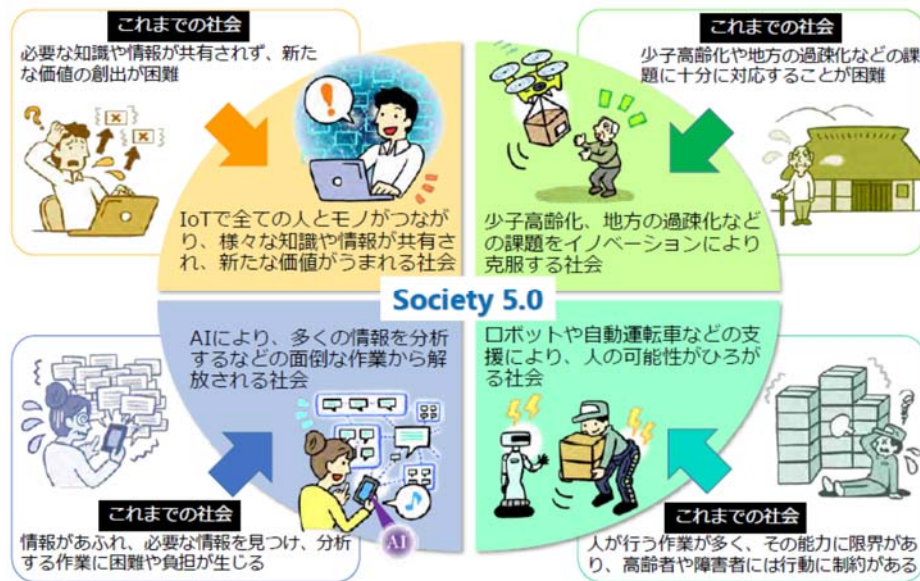 これまでの社会
必要な知識や情報が共有されず、新た
な価値の創出が困難
IoTで全ての人とモノがつなが
り、様々な知識や情報が共有さ
れ、新たな価値がうまれる社会
これまでの社会
少子高齢化や地方の過疎化などの課
題に十分に対応することが困難
少子高齢化、地方の過疎化など
の課題をイノベーションにより
克服する社会
Society 5.0
AIにより、多くの情報を分析
するなどの面倒な作業から解
放される社会
AI
これまでの社会
情報があふれ、必要な情報を見つけ、分析
する作業に困難や負担が生じる
ロボットや自動運転車などの支
援により、人の可能性がひろが
る社会
これまでの社会
人が行う作業が多く、その能力に限界があ
り、高齢者や障害者には行動に制約がある